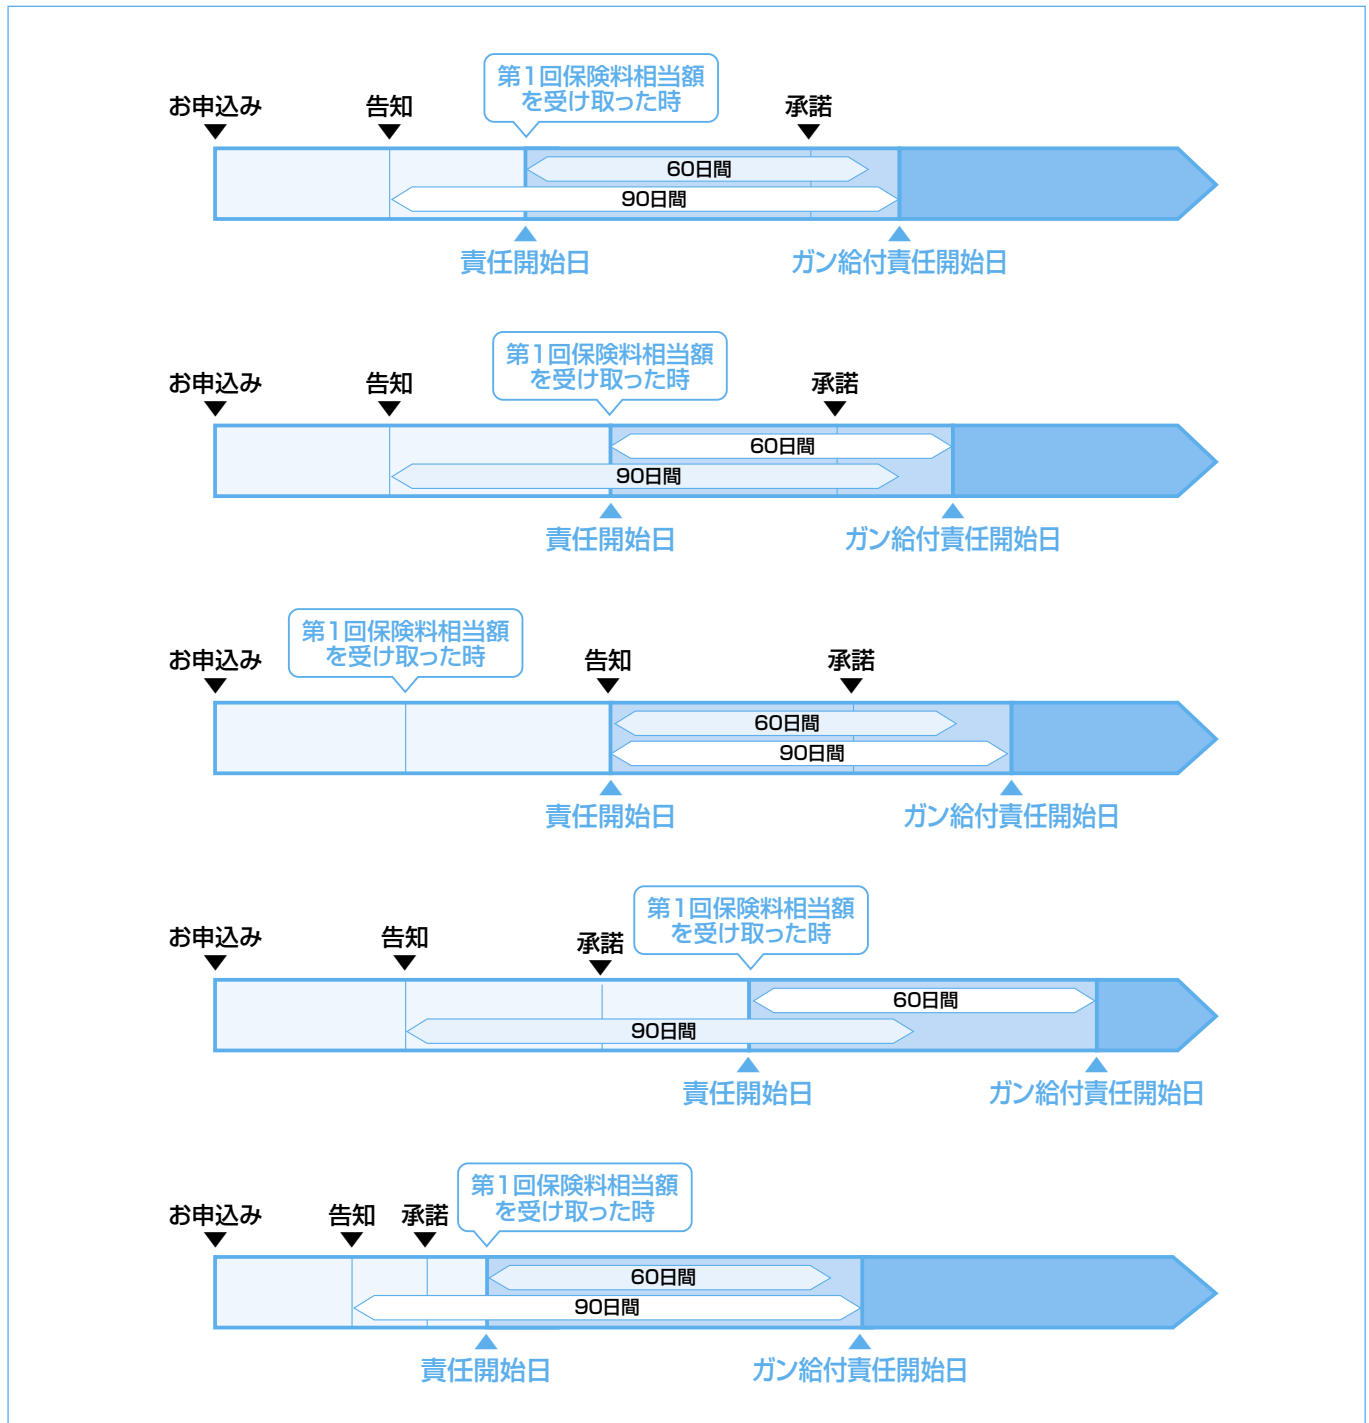 第1回保険料相当額
を受け取った時
お申込み
告知
承諾
60日間
90日間
責任開始日
ガン給付責任開始日
第1回保険料相当額
を受け取った時
お申込み
告知
承諾
60日間
90日間
責任開始日
ガン給付責任開始日
第1回保険料相当額
を受け取った時
お申込み
告知
承諾
60日間
90日間
責任開始日
ガン給付責任開始日
第1回保険料相当額
を受け取った時
お申込み
告知
承諾
60日間
90日間
責任開始日
ガン給付責任開始日
第1回保険料相当額
を受け取った時
お申込み
告知
承諾
60日間
90日間
責任開始日
ガン給付責任開始日